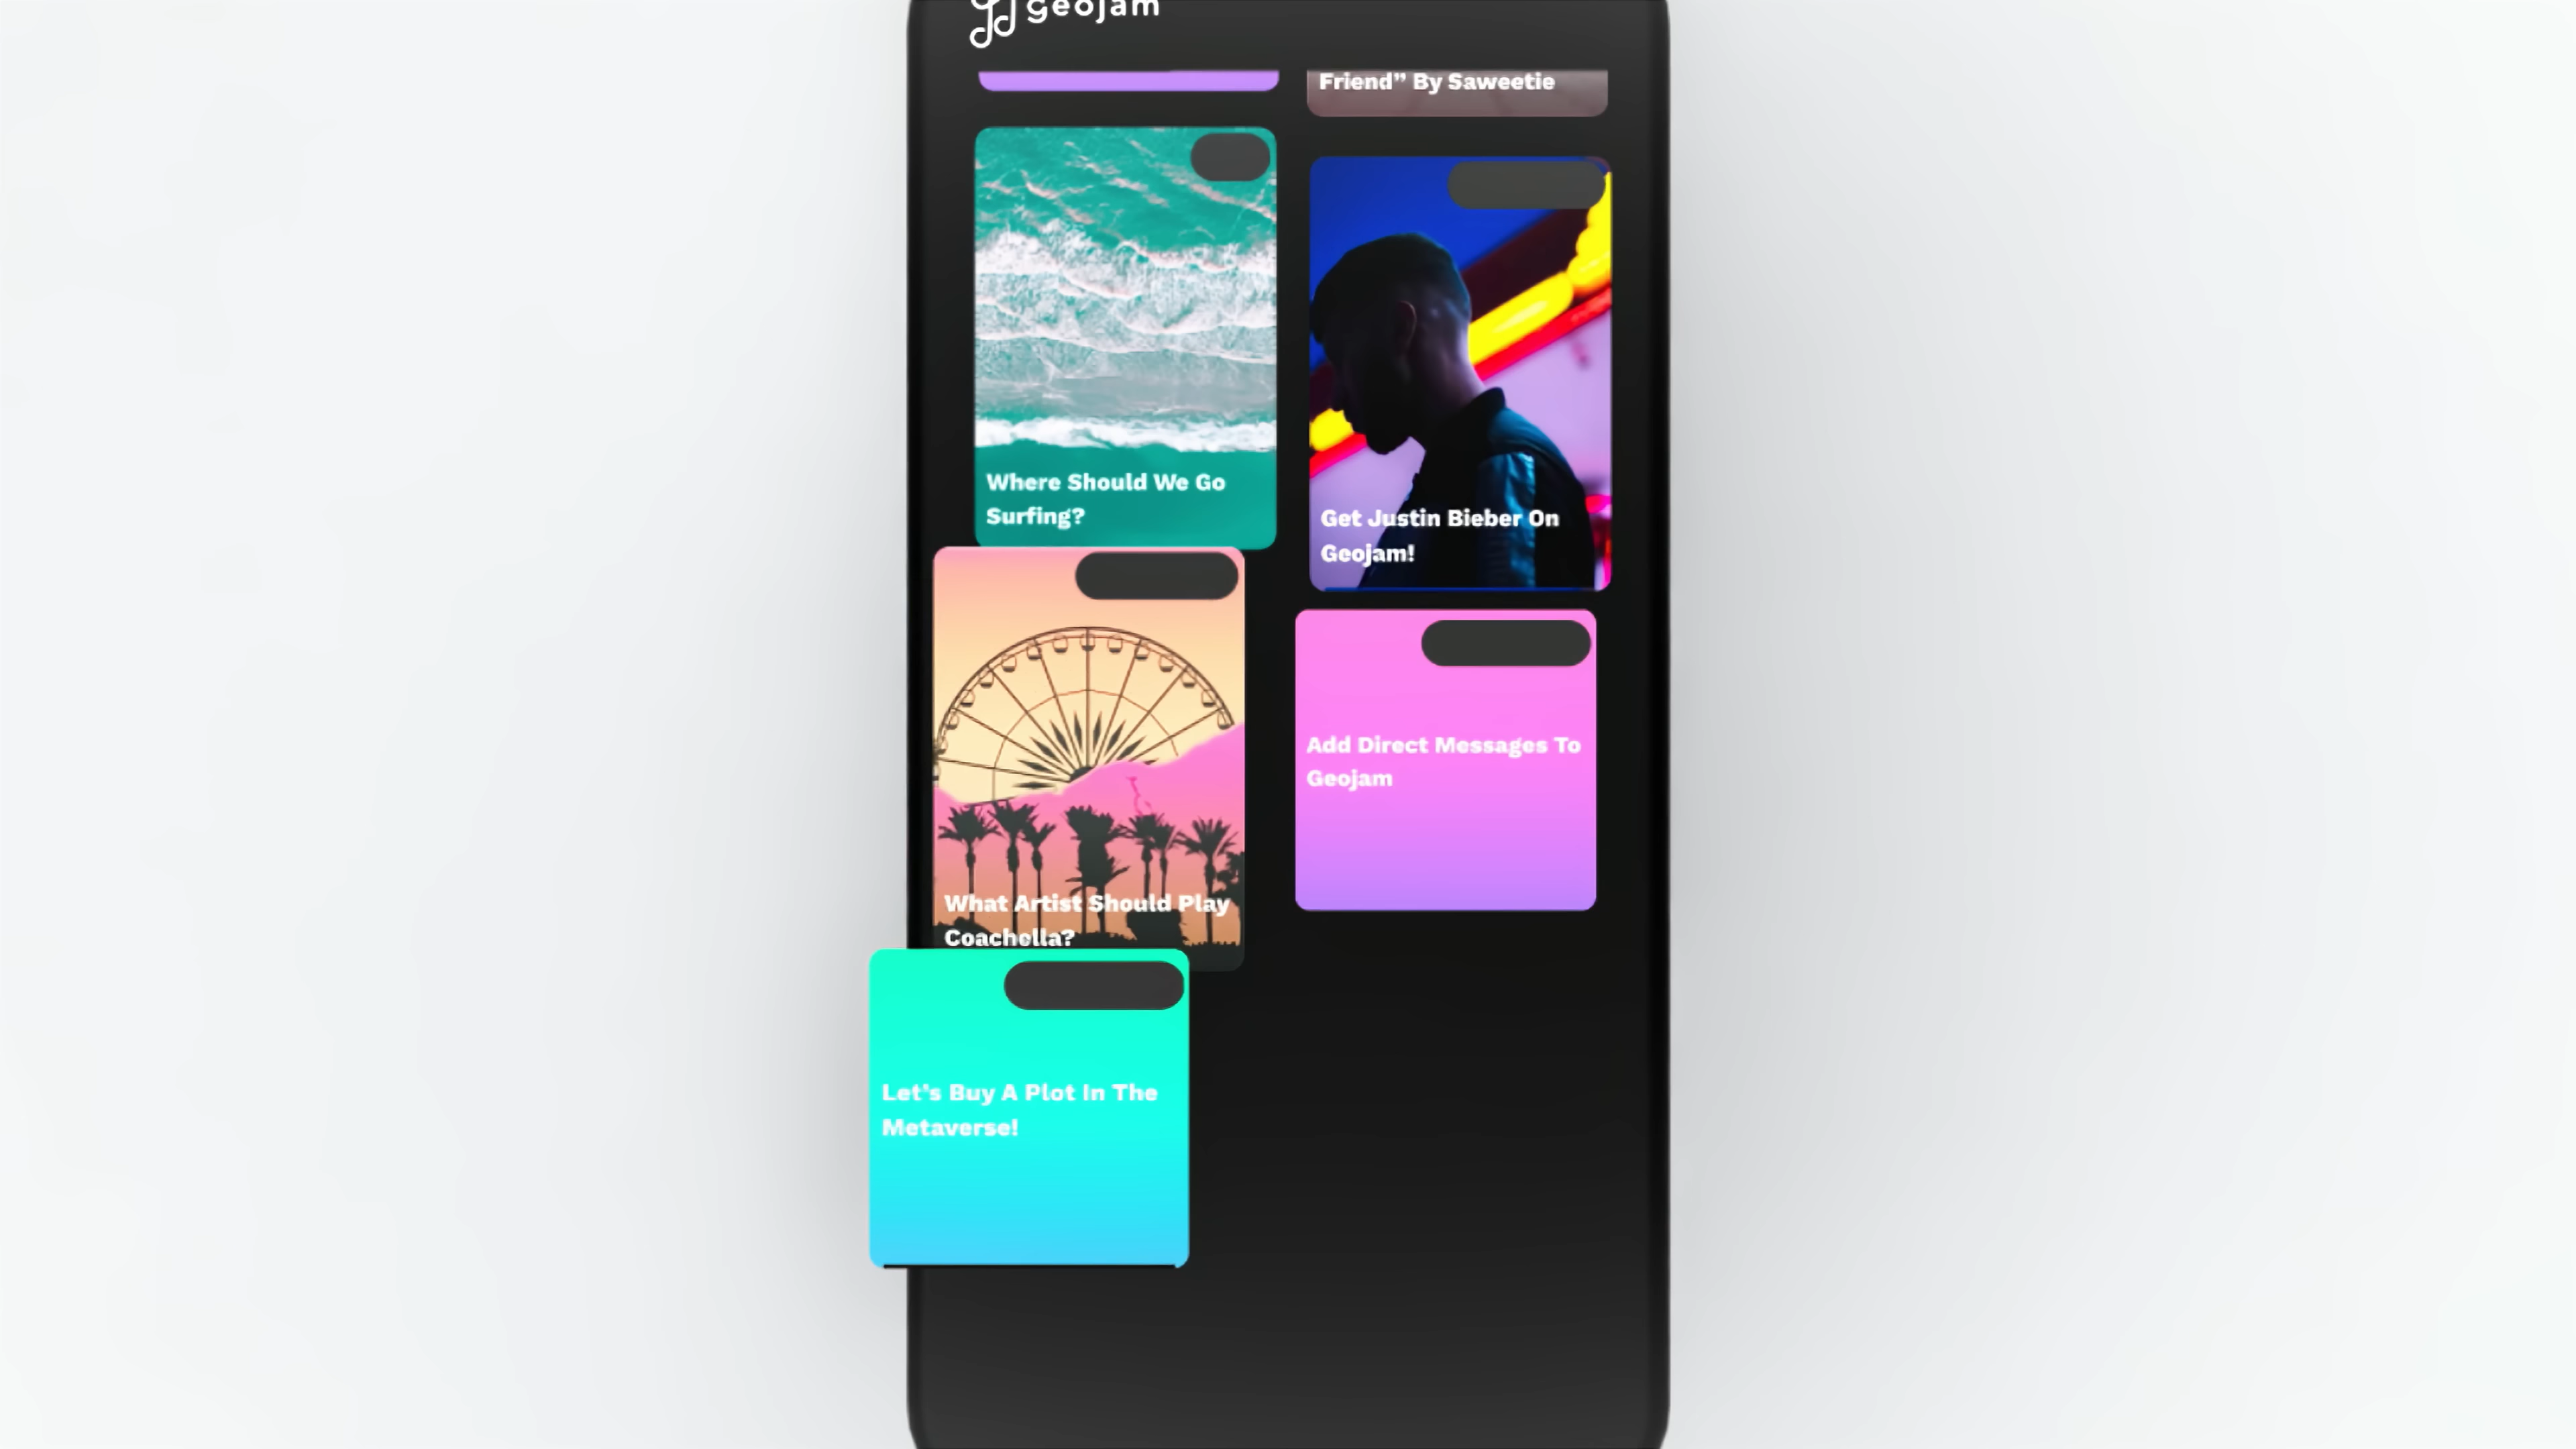 geojam
Friend” By Saweetie
Where Should We Go
Surfing?
Get Justin Bieber On
Geojam!
What Artist Should Play
Coachella?
Add Direct Messages To
Geojam
Let’s Buy A Plot In The
Metaverse!